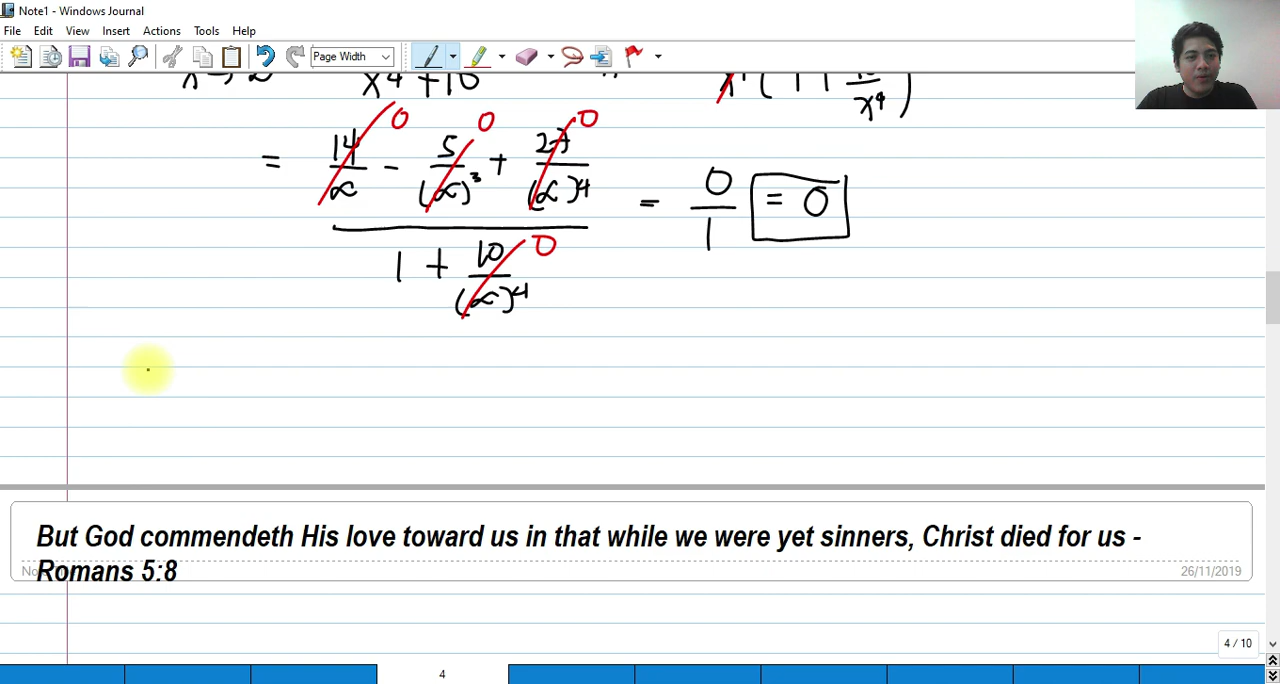 Note1 - Windows Journal
File Edit View Insert Actions Tools Help
Page Width
x⁴ + 10
x⁴
= 14/∝ 0 - 5/(∝)³ 0 + 0
(∝)⁴ = 0/1 = 0
1 + 10/(∝)⁴ 0
But God commendeth His love toward us in that while we were yet sinners, Christ died for us -
Romans 5:8
26/11/2019
4 / 10
4